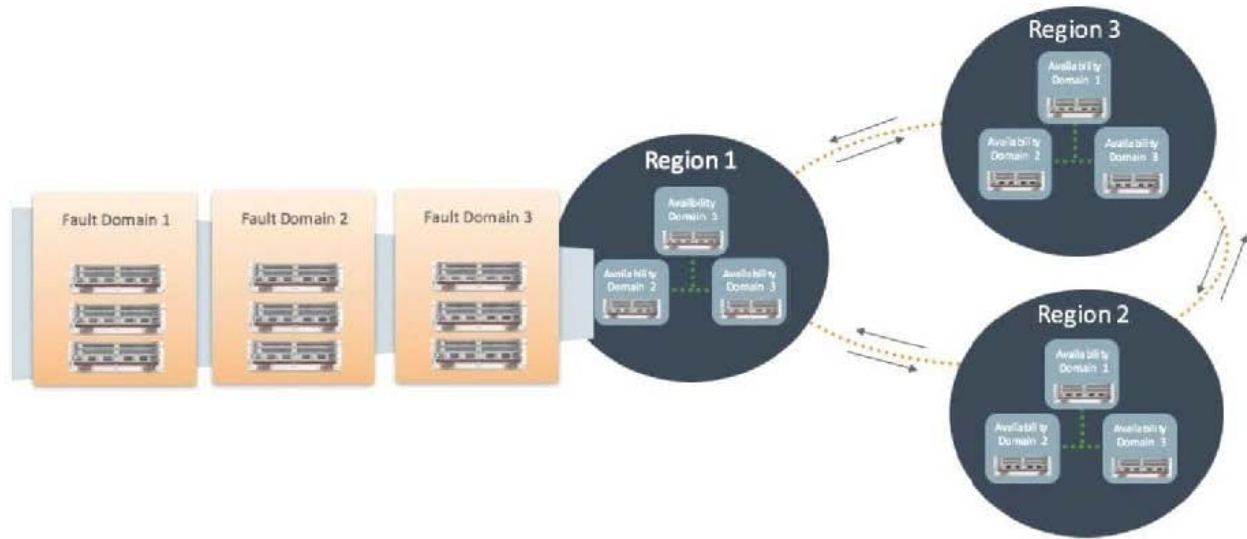 Fault Domain 1
Fault Domain 2
Fault Domain 3
Region 1
Availbility
Domain 1
Availability
Domain 2
Availability
Domain 3
Region 3
Availability
Domain 1
Availability
Domain 2
Availability
Domain 3
Region 2
Availability
Domain 1
Availability
Domain 2
Availability
Domain 3